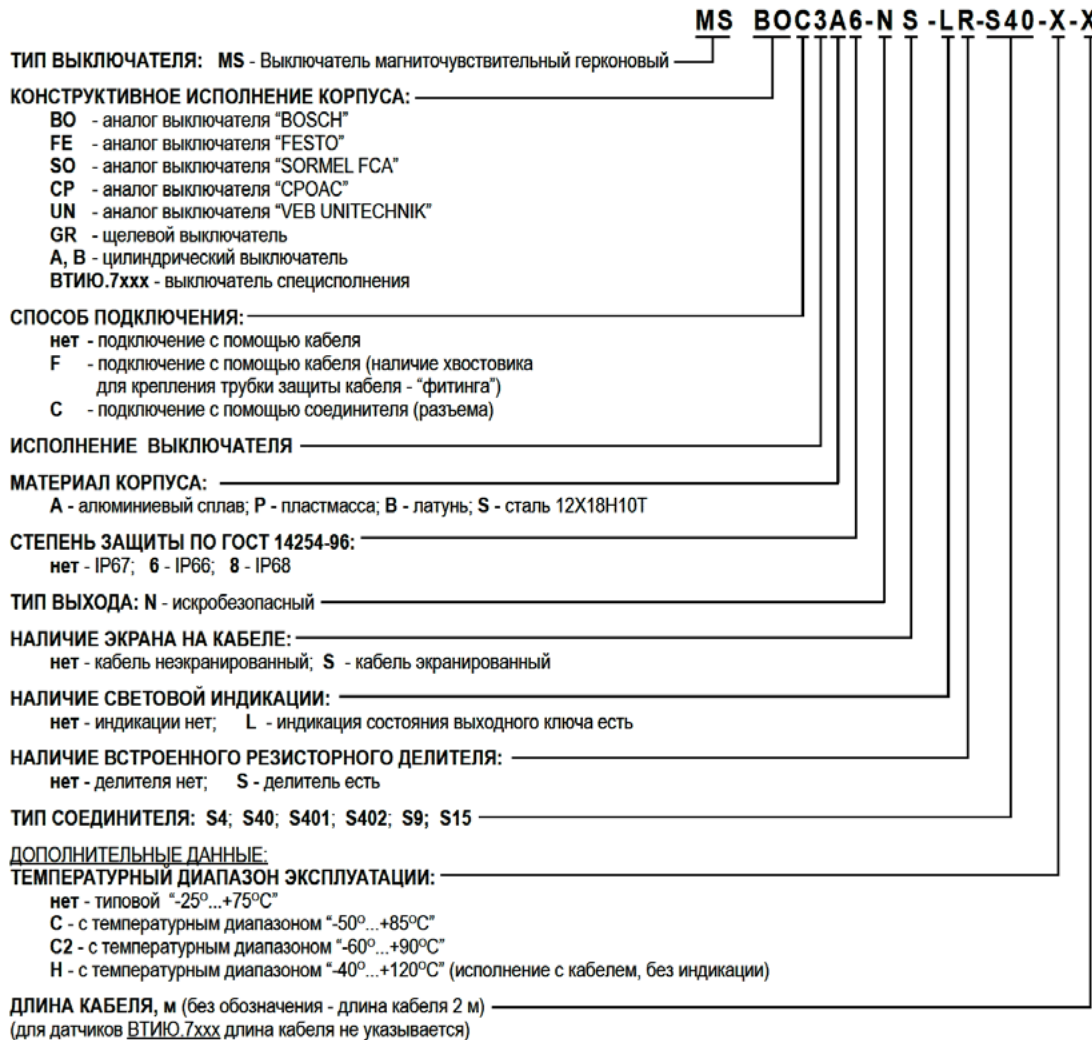 MS BOC3A6-N S -LR-S40-X-X
ТИП ВЫКЛЮЧАТЕЛЯ: MS - Выключатель магниточувствительный герконовый
КОНСТРУКТИВНОЕ ИСПОЛНЕНИЕ КОРПУСА:
BO - аналог выключателя “BOSCH”
FE - аналог выключателя “FESTO”
SO - аналог выключателя “SORMEL FCA”
CP - аналог выключателя “CPOAC”
UN - аналог выключателя “VEB UNITECHNIK”
GR - щелевой выключатель
A, B - цилиндрический выключатель
ВТИЮ.7xxx - выключатель специсполнения
СПОСОБ ПОДКЛЮЧЕНИЯ:
нет - подключение с помощью кабеля
F - подключение с помощью кабеля (наличие хвостовика
для крепления трубки защиты кабеля - “фитинга”)
C - подключение с помощью соединителя (разъема)
ИСПОЛНЕНИЕ ВЫКЛЮЧАТЕЛЯ
МАТЕРИАЛ КОРПУСА:
A - алюминиевый сплав; P - пластмасса; B - латунь; S - сталь 12Х18Н10Т
СТЕПЕНЬ ЗАЩИТЫ ПО ГОСТ 14254-96:
нет - IP67; 6 - IP66; 8 - IP68
ТИП ВЫХОДА: N - искробезопасный
НАЛИЧИЕ ЭКРАНА НА КАБЕЛЕ:
нет - кабель неэкранированный; S - кабель экранированный
НАЛИЧИЕ СВЕТОВОЙ ИНДИКАЦИИ:
нет - индикации нет; L - индикация состояния выходного ключа есть
НАЛИЧИЕ ВСТРОЕННОГО РЕЗИСТОРНОГО ДЕЛИТЕЛЯ:
нет - делителя нет; S - делитель есть
ТИП СОЕДИНИТЕЛЯ: S4; S40; S401; S402; S9; S15
ДОПОЛНИТЕЛЬНЫЕ ДАННЫЕ:
ТЕМПЕРАТУРНЫЙ ДИАПАЗОН ЭКСПЛУАТАЦИИ:
нет - типовой “-25⁰...+75⁰C”
C - с температурным диапазоном “-50⁰...+85⁰C”
C2 - с температурным диапазоном “-60⁰...+90⁰C”
H - с температурным диапазоном “-40⁰...+120⁰C” (исполнение с кабелем, без индикации)
ДЛИНА КАБЕЛЯ, м (без обозначения - длина кабеля 2 м)
(для датчиков ВТИЮ.7xxx длина кабеля не указывается)